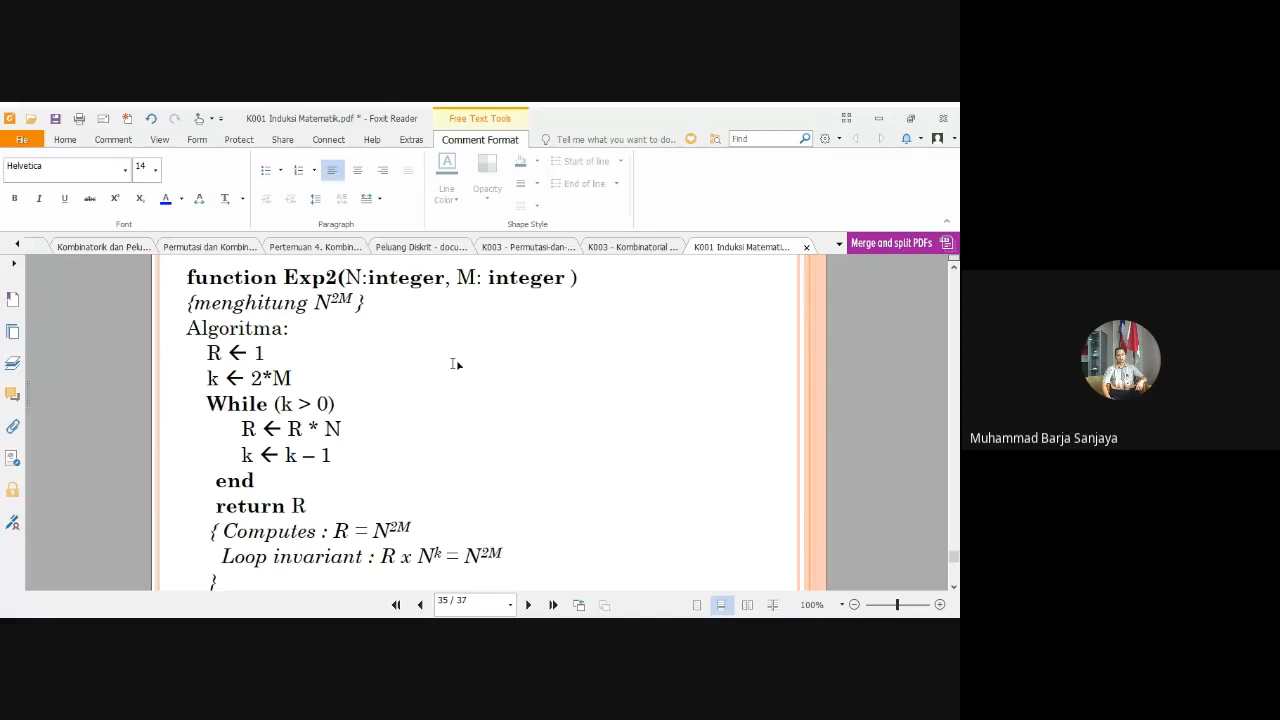 K001 Induksi Matematik.pdf * - Foxit Reader
Free Text Tools
File Home Comment View Form Protect Share Connect Help Extras Comment Format Tell me what you want to do.. Find
Helvetica 14
Line Color
Opacity
Start of line
End of line
Font Paragraph Shape Style
Kombinatorik dan Pelu... Permutasi dan Kombin... Pertemuan 4. Kombin... Peluang Diskrit - docu... K003 - Permutasi-dan-... K003 - Kombinatorial ... K001 Induksi Matemati... Merge and split PDFs
function Exp2(N:integer, M: integer )
{menghitung N²ᴹ }
Algoritma:
R ← 1
k ← 2*M
While (k > 0)
R ← R * N
k ← k – 1
end
return R
{ Computes : R = N²ᴹ
Loop invariant : R x Nᵏ = N²ᴹ
}
35 / 37
100%
Muhammad Barja Sanjaya